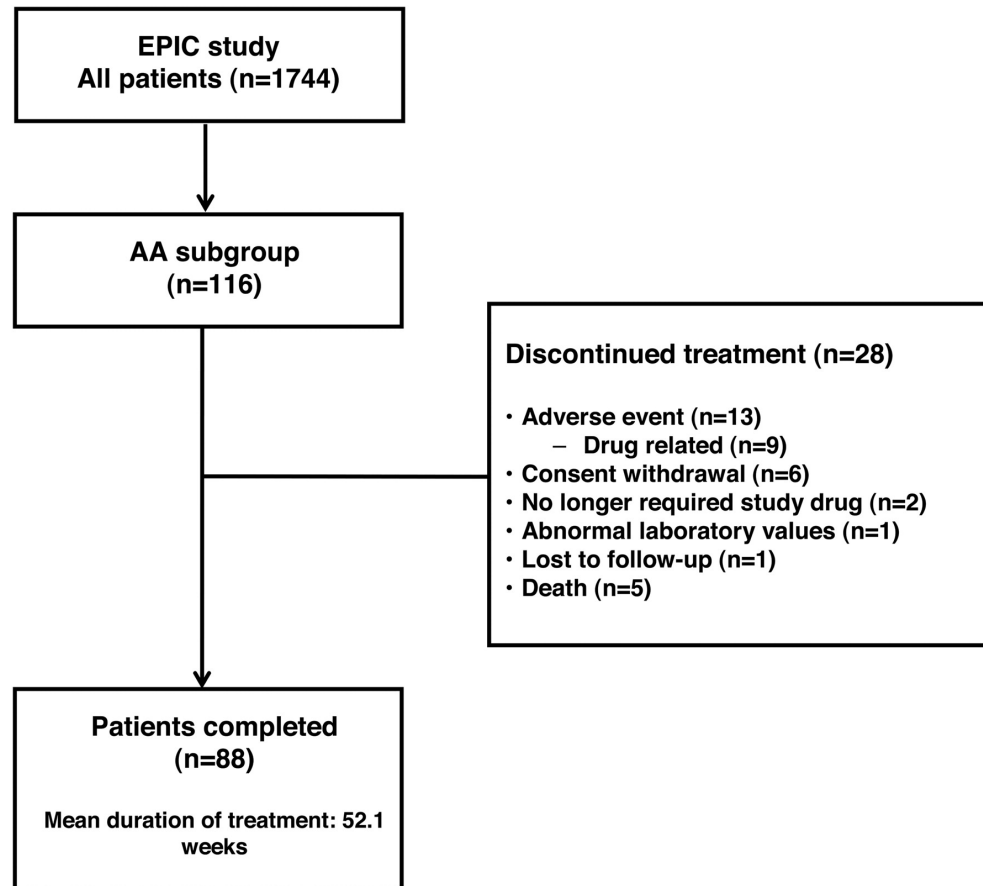 EPIC study
All patients (n=1744)
AA subgroup
(n=116)
Discontinued treatment (n=28)
• Adverse event (n=13)
– Drug related (n=9)
• Consent withdrawal (n=6)
• No longer required study drug (n=2)
• Abnormal laboratory values (n=1)
• Lost to follow-up (n=1)
• Death (n=5)
Patients completed
(n=88)
Mean duration of treatment: 52.1
weeks